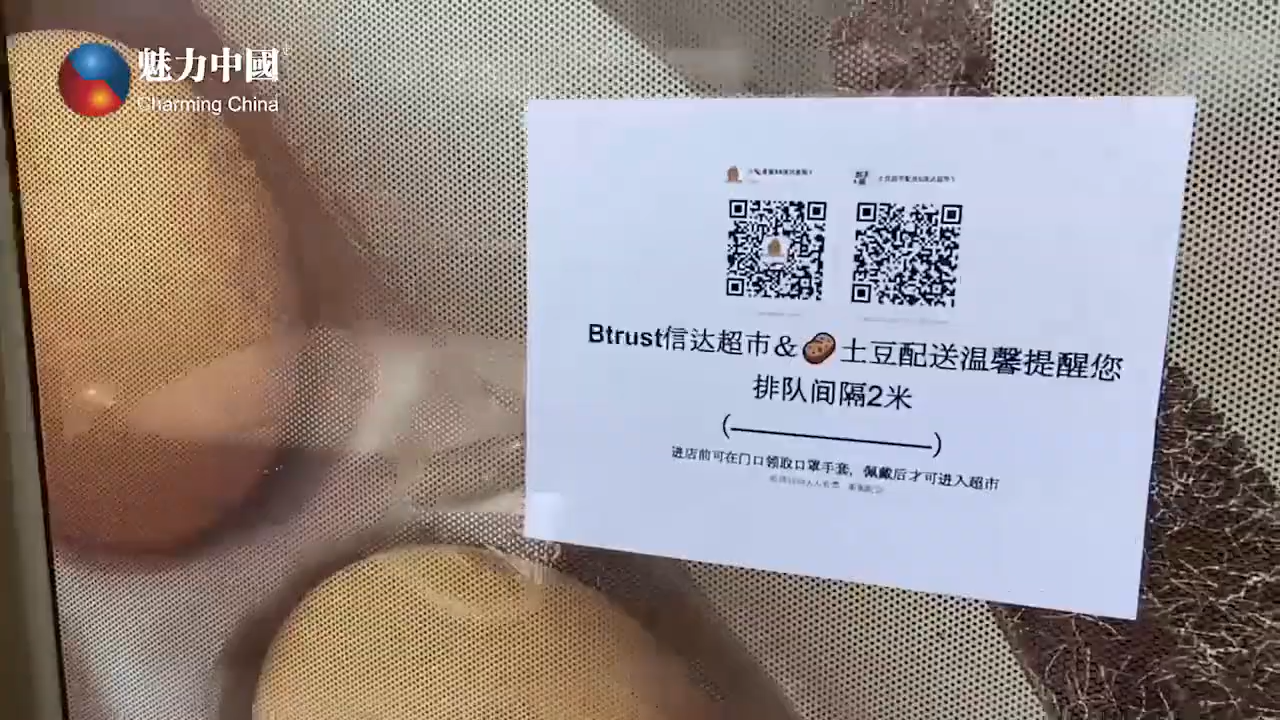 魅力中國
Charming China
Btrust信达超市&🥔土豆配送温馨提醒您
排队间隔2米
(————————)
进店前可在门口领取口罩手套，佩戴后才可进入超市